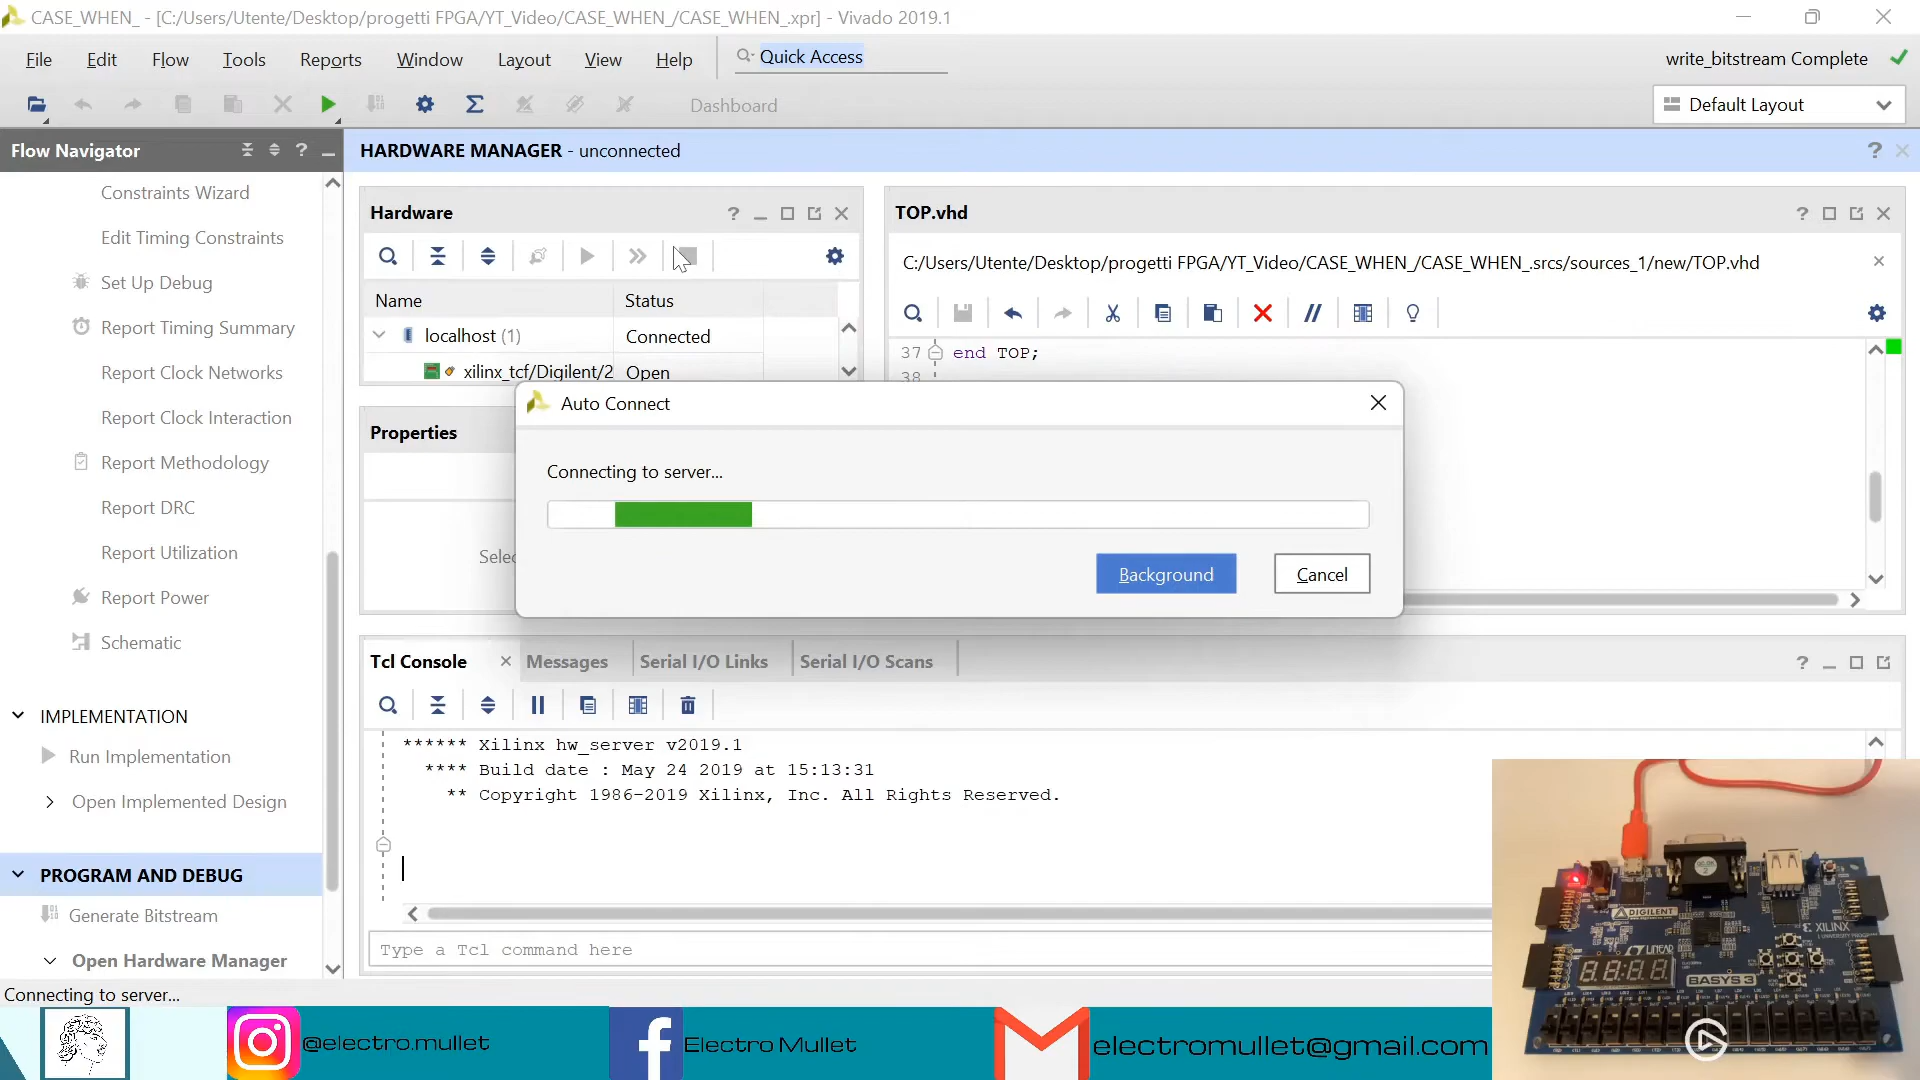 CASE_WHEN_ - [C:/Users/Utente/Desktop/progetti FPGA/YT_Video/CASE_WHEN_/CASE_WHEN_.xpr] - Vivado 2019.1
File Edit Flow Tools Reports Window Layout View Help Quick Access write_bitstream Complete
Dashboard Default Layout
Flow Navigator
HARDWARE MANAGER - unconnected
Constraints Wizard
Edit Timing Constraints
Set Up Debug
Report Timing Summary
Report Clock Networks
Report Clock Interaction
Report Methodology
Report DRC
Report Utilization
Report Power
Schematic
IMPLEMENTATION
Run Implementation
Open Implemented Design
PROGRAM AND DEBUG
Generate Bitstream
Open Hardware Manager
Hardware
Name Status
localhost (1) Connected
xilinx_tcf/Digilent/2 Open
Properties
Selec
TOP.vhd
C:/Users/Utente/Desktop/progetti FPGA/YT_Video/CASE_WHEN_/CASE_WHEN_.srcs/sources_1/new/TOP.vhd
37 end TOP;
38
Auto Connect
Connecting to server...
Background Cancel
Tcl Console Messages Serial I/O Links Serial I/O Scans
****** Xilinx hw_server v2019.1
**** Build date : May 24 2019 at 15:13:31
** Copyright 1986-2019 Xilinx, Inc. All Rights Reserved.
Type a Tcl command here
Connecting to server...
@electro.mullet
Electro Mullet
electromullet@gmail.com
DIGILENT
XILINX
LINEAR
BASYS 3